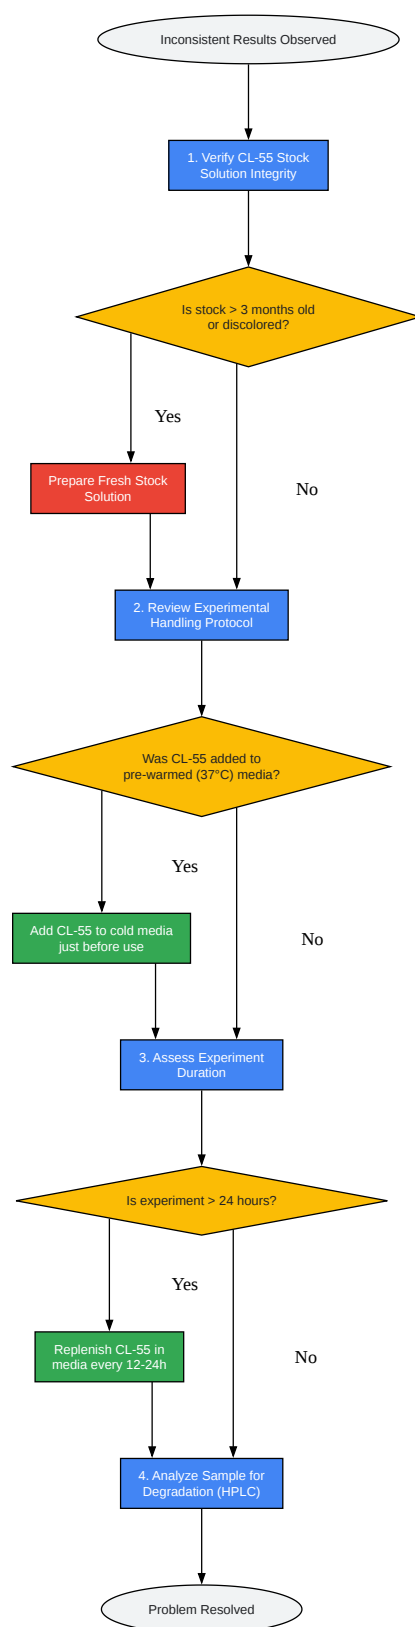 Inconsistent Results Observed
1. Verify CL-55 Stock
Solution Integrity
Is stock > 3 months old
or discolored?
Yes
Prepare Fresh Stock
Solution
No
2. Review Experimental
Handling Protocol
Was CL-55 added to
pre-warmed (37°C) media?
Yes
Add CL-55 to cold media
just before use
No
3. Assess Experiment
Duration
Is experiment > 24 hours?
Yes
Replenish CL-55 in
media every 12-24h
No
4. Analyze Sample for
Degradation (HPLC)
Problem Resolved